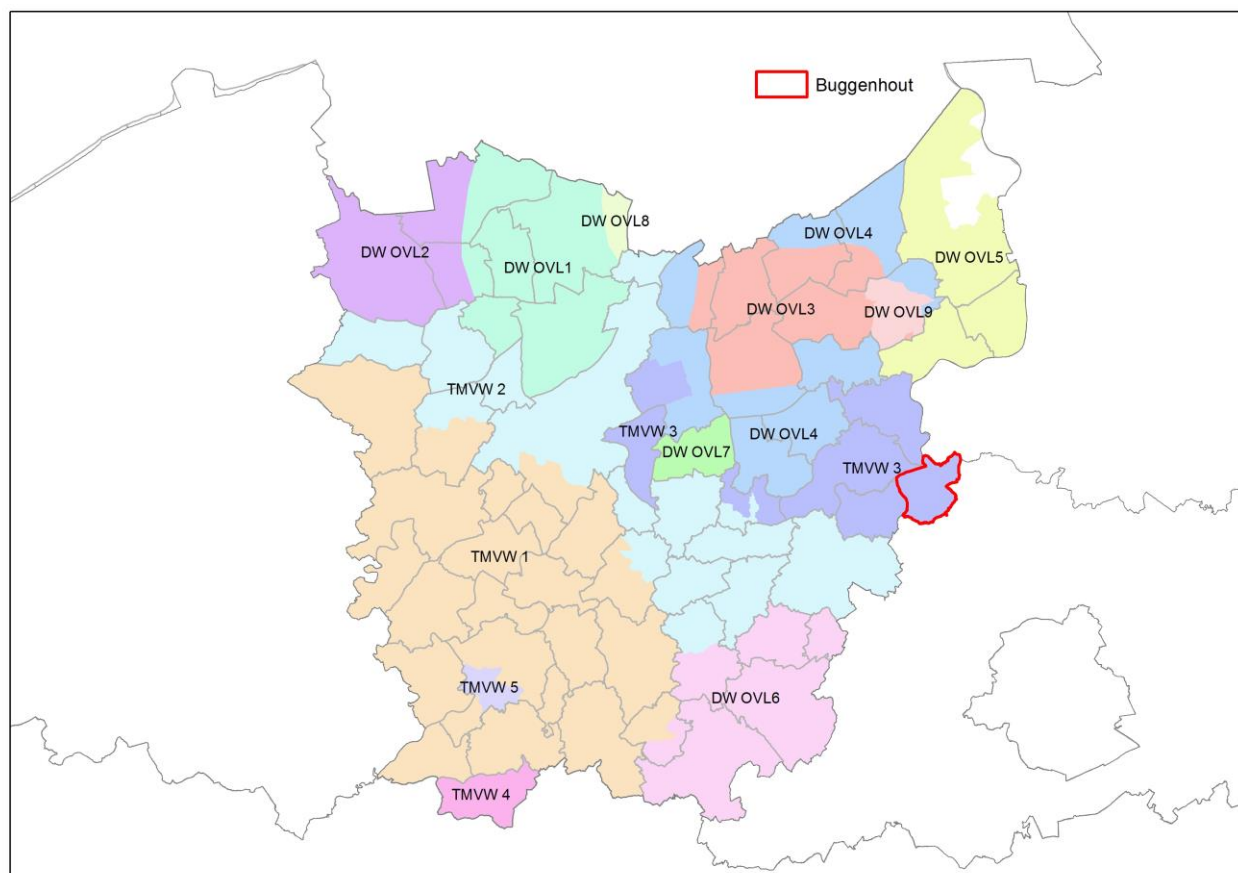 Buggenhout
DW OVL8
DW OVL4
DW OVL2
DW OVL5
DW OVL1
DW OVL3
DW OVL9
TMVW 2
TMVW 3
DW OVL4
DW OVL7
TMVW 3
TMVW 1
TMVW 5
DW OVL6
TMVW 4